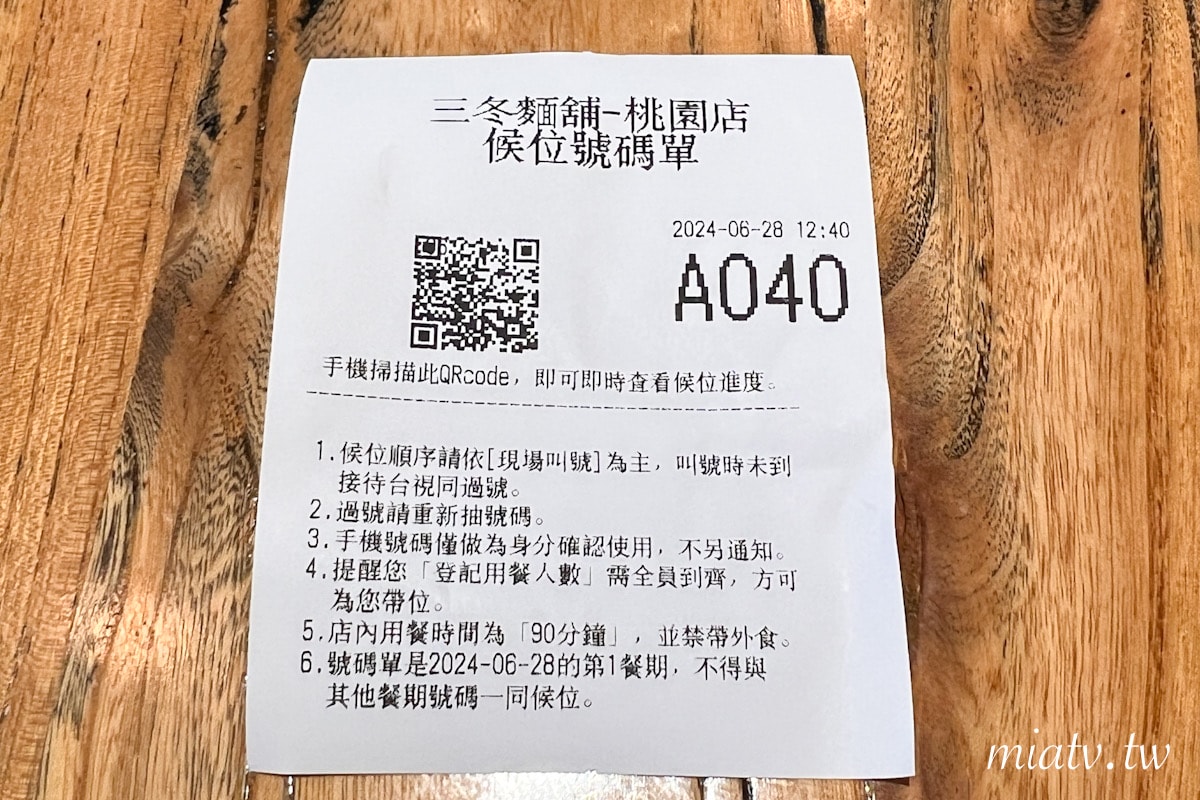 三冬麵舖-桃園店
候位號碼單
2024-06-28 12:40
A040
手機掃描此QRcode，即可即時查看候位進度。
1.候位順序請依[現場叫號]為主，叫號時未到
接待台視同過號。
2.過號請重新抽號碼。
3.手機號碼僅做為身分確認使用，不另通知。
4.提醒您「登記用餐人數」需全員到齊，方可
為您帶位。
5.店內用餐時間為「90分鐘」，並禁帶外食。
6.號碼單是2024-06-28的第1餐期，不得與
其他餐期號碼一同候位。
miatv.tw